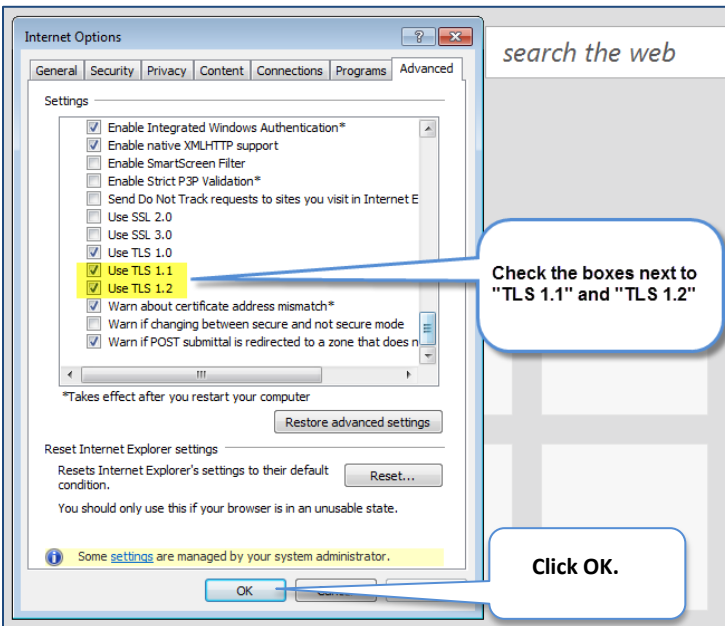 Internet Options
search the web
General Security Privacy Content Connections Programs Advanced
Settings
Enable Integrated Windows Authentication*
Enable native XMLHTTP support
Enable SmartScreen Filter
Enable Strict P3P Validation*
Send Do Not Track requests to sites you visit in Internet E
Use SSL 2.0
Use SSL 3.0
Use TLS 1.0
Use TLS 1.1
Use TLS 1.2
Warn about certificate address mismatch*
Warn if changing between secure and not secure mode
Warn if POST submittal is redirected to a zone that does n
Check the boxes next to
"TLS 1.1" and "TLS 1.2"
*Takes effect after you restart your computer
Restore advanced settings
Reset Internet Explorer settings
Resets Internet Explorer's settings to their default
condition.
Reset...
You should only use this if your browser is in an unusable state.
Some settings are managed by your system administrator.
Click OK.
OK